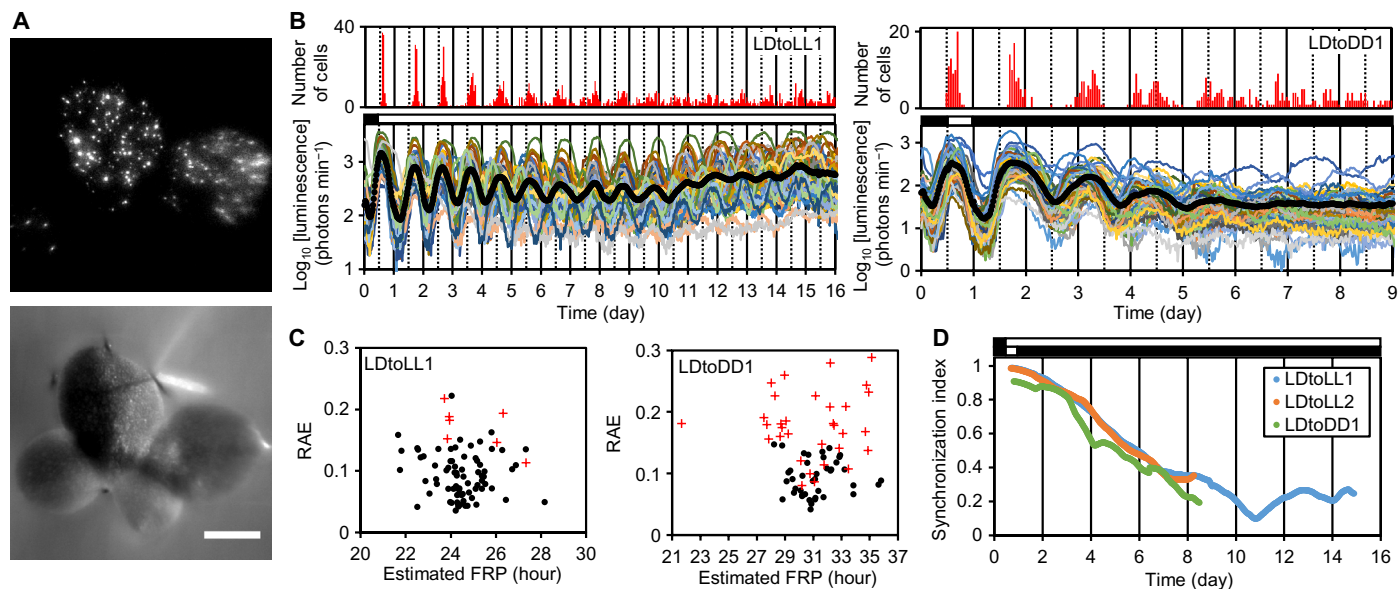 A
B
Number of cells
40
20
0
LDtoLL1
Log10 [luminescence] (photons min−1)
3
2
1
0 1 2 3 4 5 6 7 8 9 10 11 12 13 14 15 16
Time (day)
Number of cells
20
10
0
LDtoDD1
Log10 [luminescence] (photons min−1)
3
2
1
0
0 1 2 3 4 5 6 7 8 9
Time (day)
C
LDtoLL1
RAE
0.3
0.2
0.1
0
20 22 24 26 28 30
Estimated FRP (hour)
LDtoDD1
RAE
0.3
0.2
0.1
0
21 23 25 27 29 31 33 35 37
Estimated FRP (hour)
D
Synchronization index
1
0.8
0.6
0.4
0.2
0
LDtoLL1
LDtoLL2
LDtoDD1
0 2 4 6 8 10 12 14 16
Time (day)